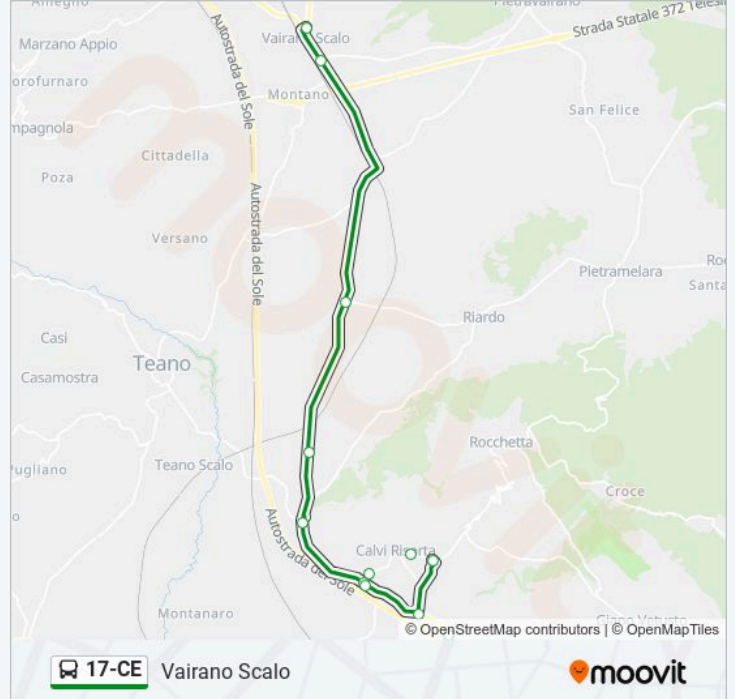 Pietravairano
Marzano Appio
Vairano Scalo
Strada Statale 372 Telesi
Autostrada del Sole
orofurnaro
Montano
San Felice
mpagnola
Cittadella
Poza
Autostrada del Sole
Versano
Pietramelara
Santa
Riardo
Casi
Teano
Casamostra
Rocchetta
Teano Scalo
ugliano
Croce
Autostrada del Sole
Calvi Risorta
Montanaro
© OpenStreetMap contributors | © OpenMapTiles
17-CE Vairano Scalo
moovit